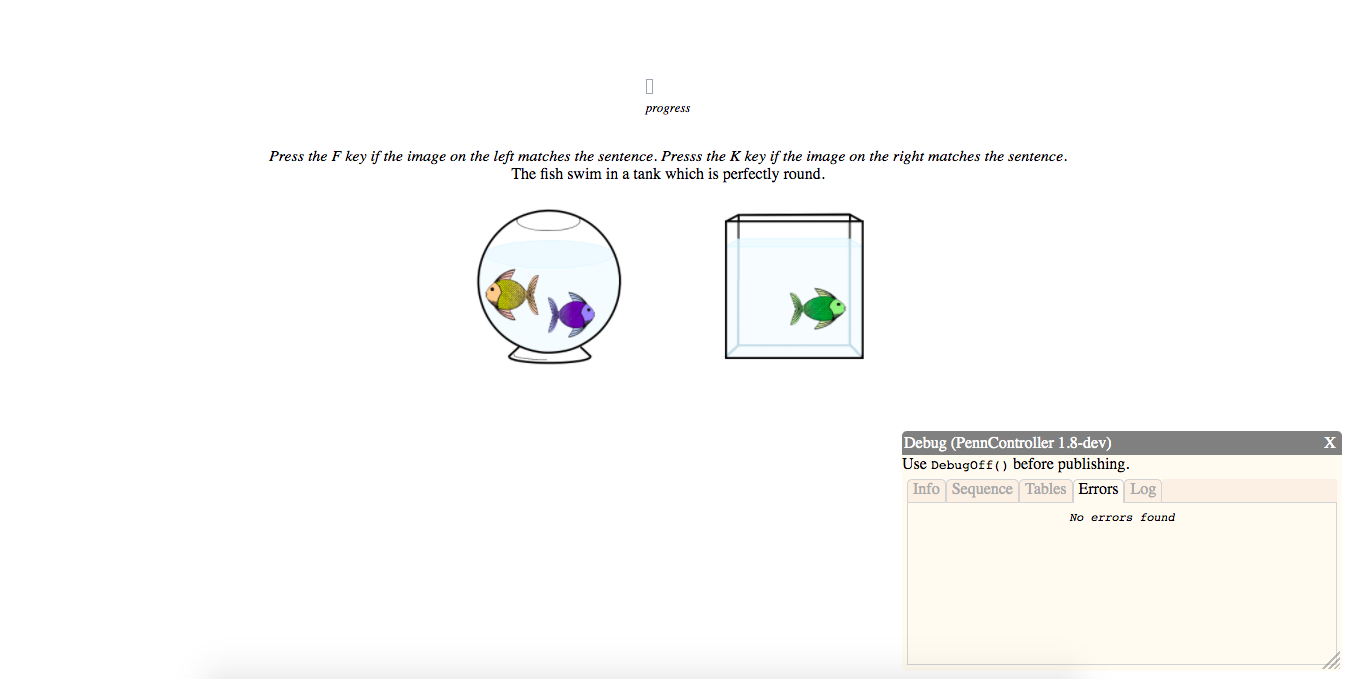 progress
Press the F key if the image on the left matches the sentence. Presss the K key if the image on the right matches the sentence.
The fish swim in a tank which is perfectly round.
Debug (PennController 1.8-dev) X
Use DebugOff() before publishing.
Info Sequence Tables Errors Log
No errors found